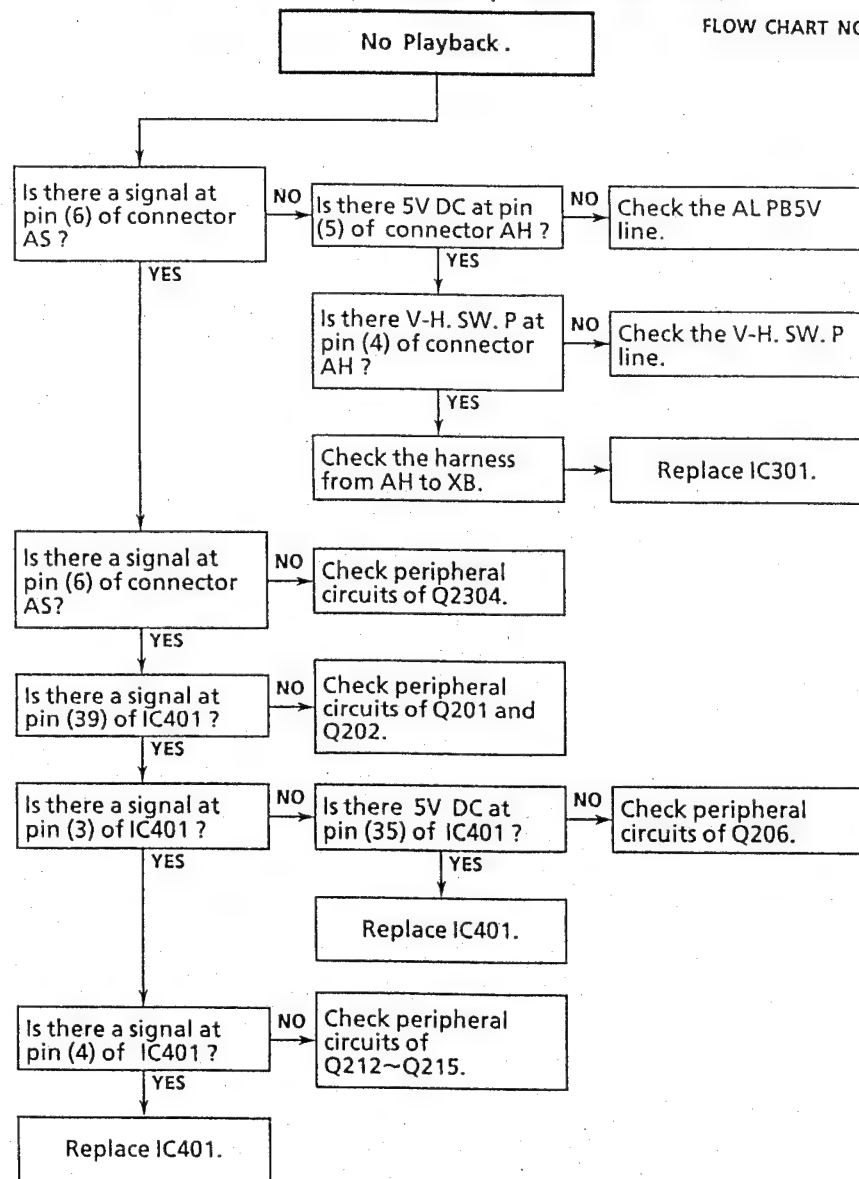 FLOW CHART NO
No Playback .
Is there a signal at
pin (6) of connector
AS ?
NO
Is there 5V DC at pin
(5) of connector AH ?
NO
Check the AL PB5V
line.
YES
YES
Is there V-H. SW. P at
pin (4) of connector
AH ?
NO
Check the V-H. SW. P
line.
YES
Check the harness
from AH to XB.
Replace IC301.
Is there a signal at
pin (6) of connector
AS?
NO
Check peripheral
circuits of Q2304.
YES
Is there a signal at
pin (39) of IC401 ?
NO
Check peripheral
circuits of Q201 and
Q202.
YES
Is there a signal at
pin (3) of IC401 ?
NO
Is there 5V DC at
pin (35) of IC401 ?
NO
Check peripheral
circuits of Q206.
YES
YES
Replace IC401.
Is there a signal at
pin (4) of IC401 ?
NO
Check peripheral
circuits of
Q212~Q215.
YES
Replace IC401.